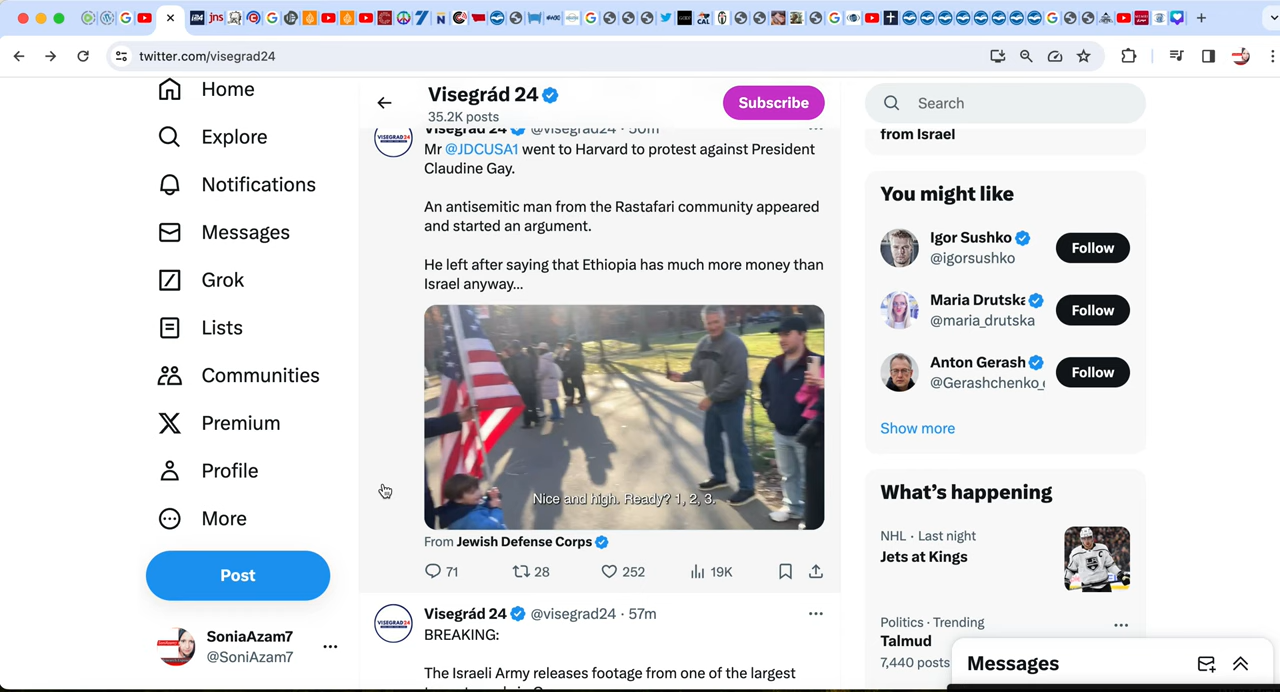 twitter.com/visegrad24
Home
Explore
Notifications
Messages
Grok
Lists
Communities
Premium
Profile
More
Post
SoniaAzam7
@SoniAzam7
Visegrád 24
35.2K posts
Subscribe
Visegrád 24 @visegrad24 · 50m
Mr @JDCUSA1 went to Harvard to protest against President
Claudine Gay.
An antisemitic man from the Rastafari community appeared
and started an argument.
He left after saying that Ethiopia has much more money than
Israel anyway...
Nice and high. Ready? 1, 2, 3.
From Jewish Defense Corps
71 28 252 19K
Visegrád 24 @visegrad24 · 57m
BREAKING:
The Israeli Army releases footage from one of the largest
Search
from Israel
You might like
Igor Sushko
@igorsushko
Follow
Maria Drutska
@maria_drutska
Follow
Anton Gerash
@Gerashchenko_
Follow
Show more
What's happening
NHL · Last night
Jets at Kings
Politics · Trending
Talmud
7,440 posts
Messages